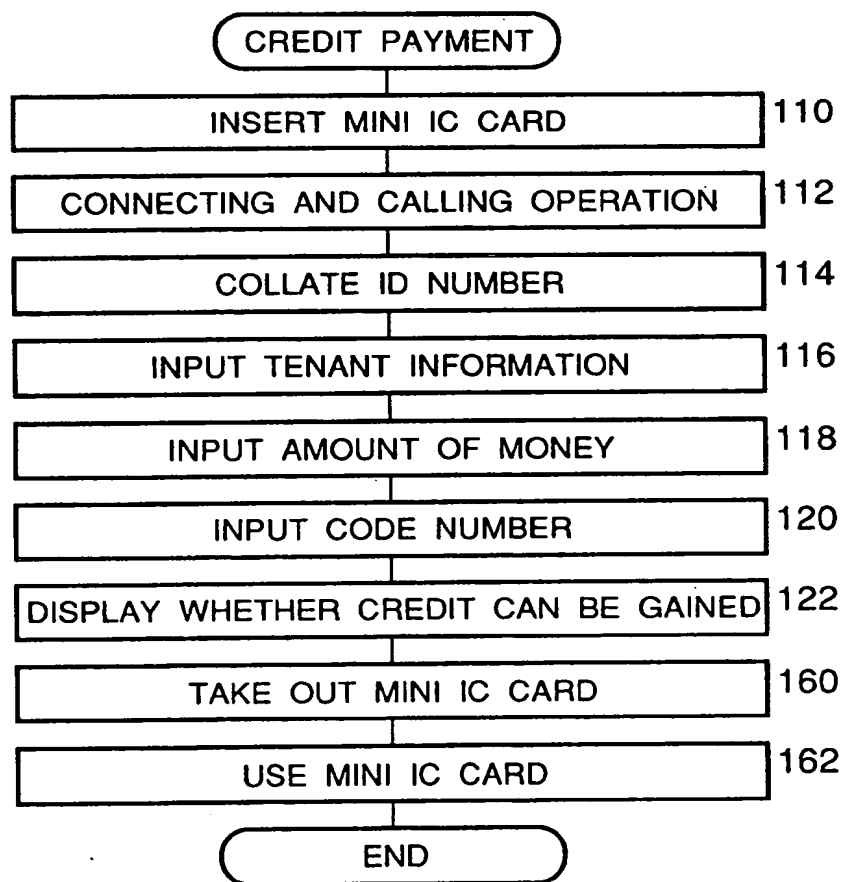 CREDIT PAYMENT
INSERT MINI IC CARD 110
CONNECTING AND CALLING OPERATION 112
COLLATE ID NUMBER 114
INPUT TENANT INFORMATION 116
INPUT AMOUNT OF MONEY 118
INPUT CODE NUMBER 120
DISPLAY WHETHER CREDIT CAN BE GAINED 122
TAKE OUT MINI IC CARD 160
USE MINI IC CARD 162
END